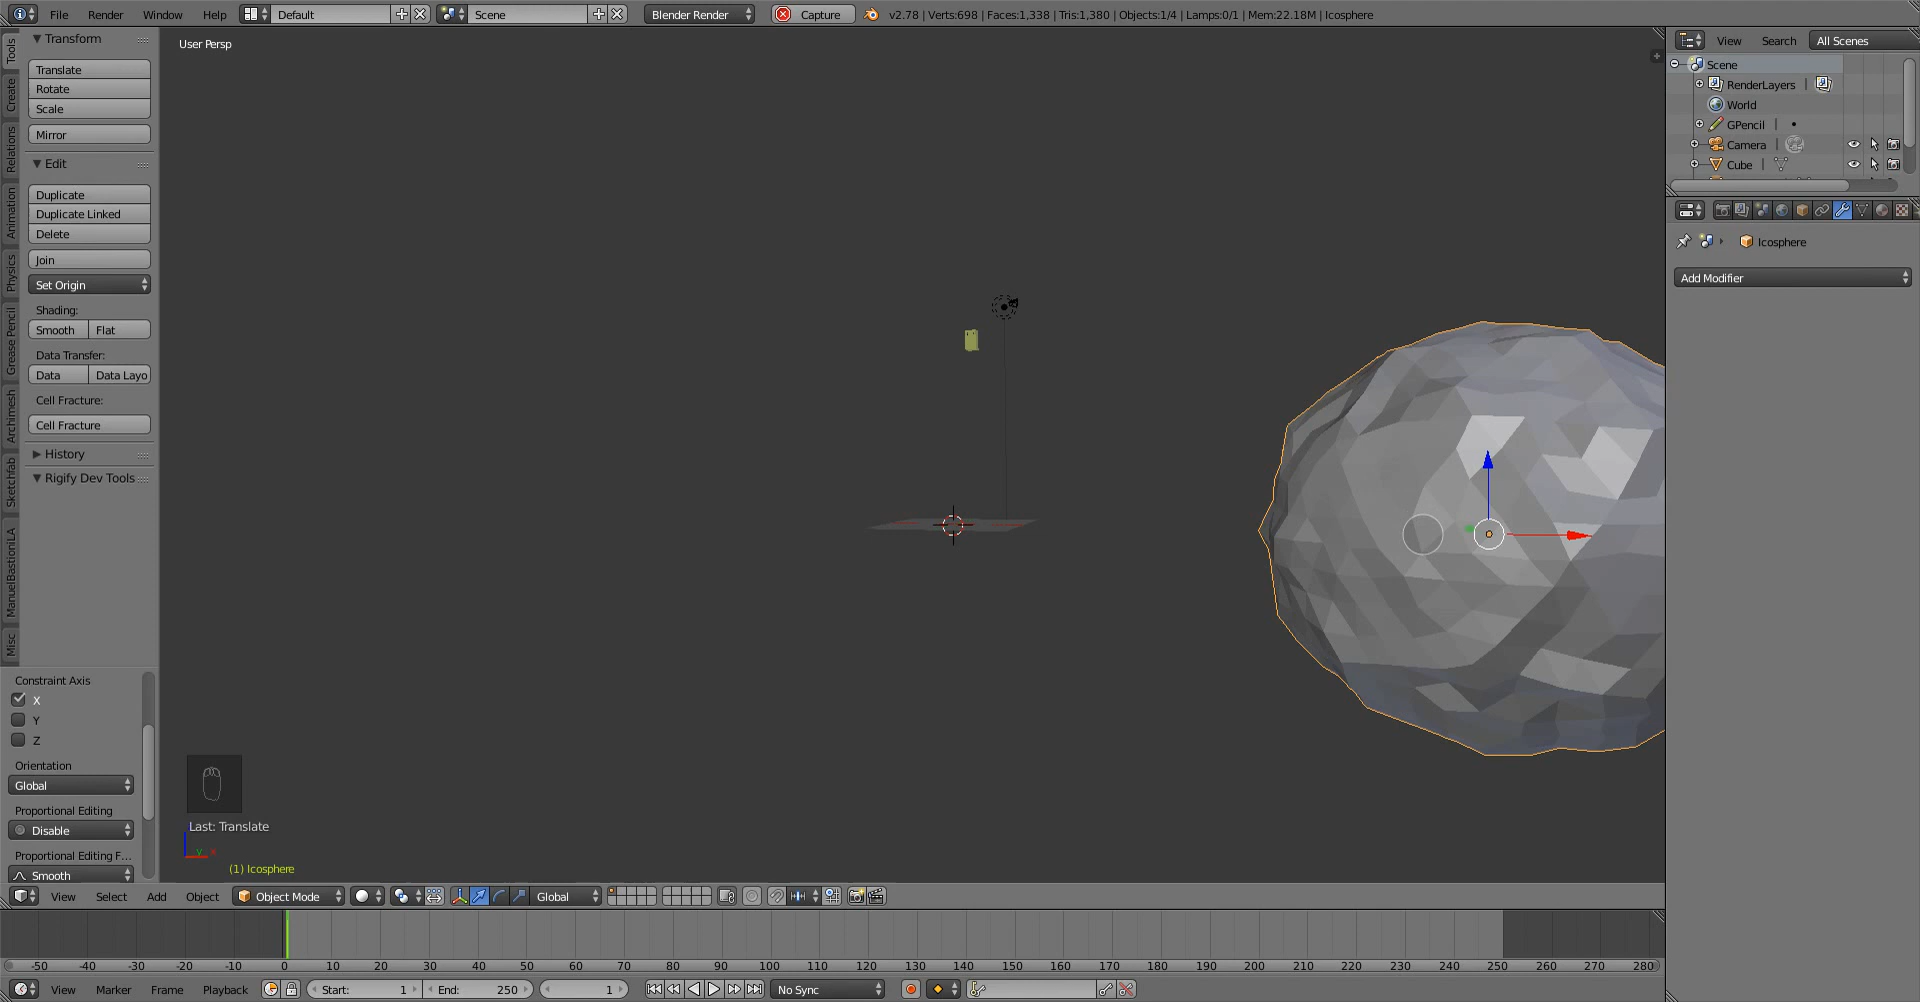 File Render Window Help Default Scene Blender Render Capture v2.78 | Verts:698 | Faces:1,338 | Tris:1,380 | Objects:1/4 | Lamps:0/1 | Mem:22.18M | Icosphere
Tools
Create
Relations
Animation
Physics
Grease Pencil
Archimesh
Sketchfab
ManuelBastioniLA
Misc
Transform
Translate
Rotate
Scale
Mirror
Edit
Duplicate
Duplicate Linked
Delete
Join
Set Origin
Shading:
Smooth Flat
Data Transfer:
Data Data Layo
Cell Fracture:
Cell Fracture
History
Rigify Dev Tools
Constraint Axis
X
Y
Z
Orientation
Global
Proportional Editing
Disable
Proportional Editing F...
Smooth
User Persp
Last: Translate
(1) Icosphere
View Search All Scenes
Scene
RenderLayers |
World
GPencil |
Camera |
Cube |
Icosphere
Add Modifier
View Select Add Object Object Mode Global
-50 -40 -30 -20 -10 0 10 20 30 40 50 60 70 80 90 100 110 120 130 140 150 160 170 180 190 200 210 220 230 240 250 260 270 280
View Marker Frame Playback Start: 1 End: 250 1 No Sync